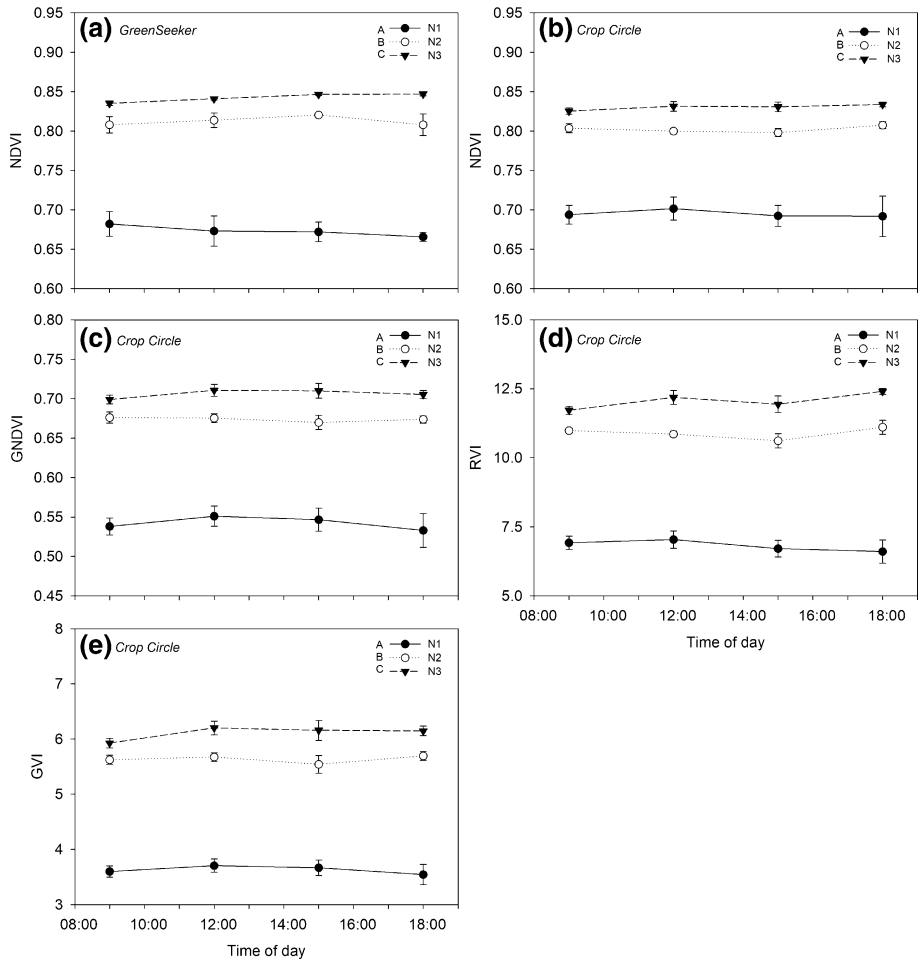 (a) GreenSeeker
A N1
B N2
C N3
0.95
0.90
0.85
0.80
0.75
0.70
0.65
0.60
NDVI
(b) Crop Circle
A N1
B N2
C N3
0.95
0.90
0.85
0.80
0.75
0.70
0.65
0.60
NDVI
(c) Crop Circle
A N1
B N2
C N3
0.80
0.75
0.70
0.65
0.60
0.55
0.50
0.45
GNDVI
(d) Crop Circle
A N1
B N2
C N3
15.0
12.5
10.0
7.5
5.0
RVI
08:00 10:00 12:00 14:00 16:00 18:00
Time of day
(e) Crop Circle
A N1
B N2
C N3
8
7
6
5
4
3
GVI
08:00 10:00 12:00 14:00 16:00 18:00
Time of day